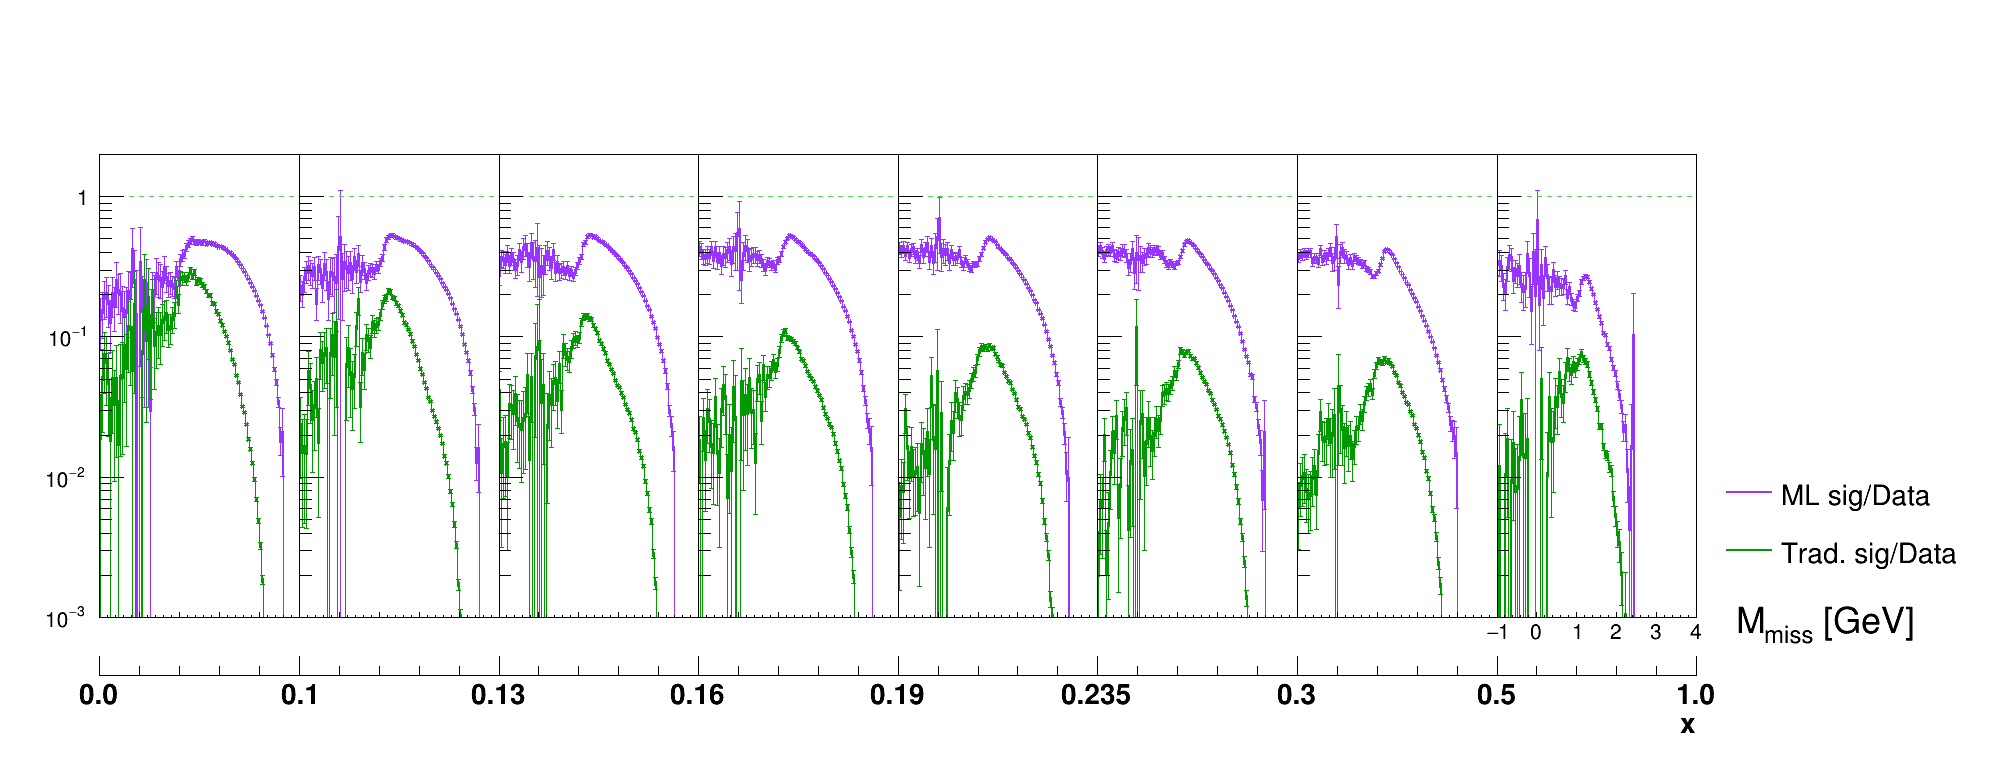 1
10⁻¹
10⁻²
10⁻³
ML sig/Data
Trad. sig/Data
−1 0 1 2 3 4
M_miss [GeV]
0.0 0.1 0.13 0.16 0.19 0.235 0.3 0.5 1.0
x